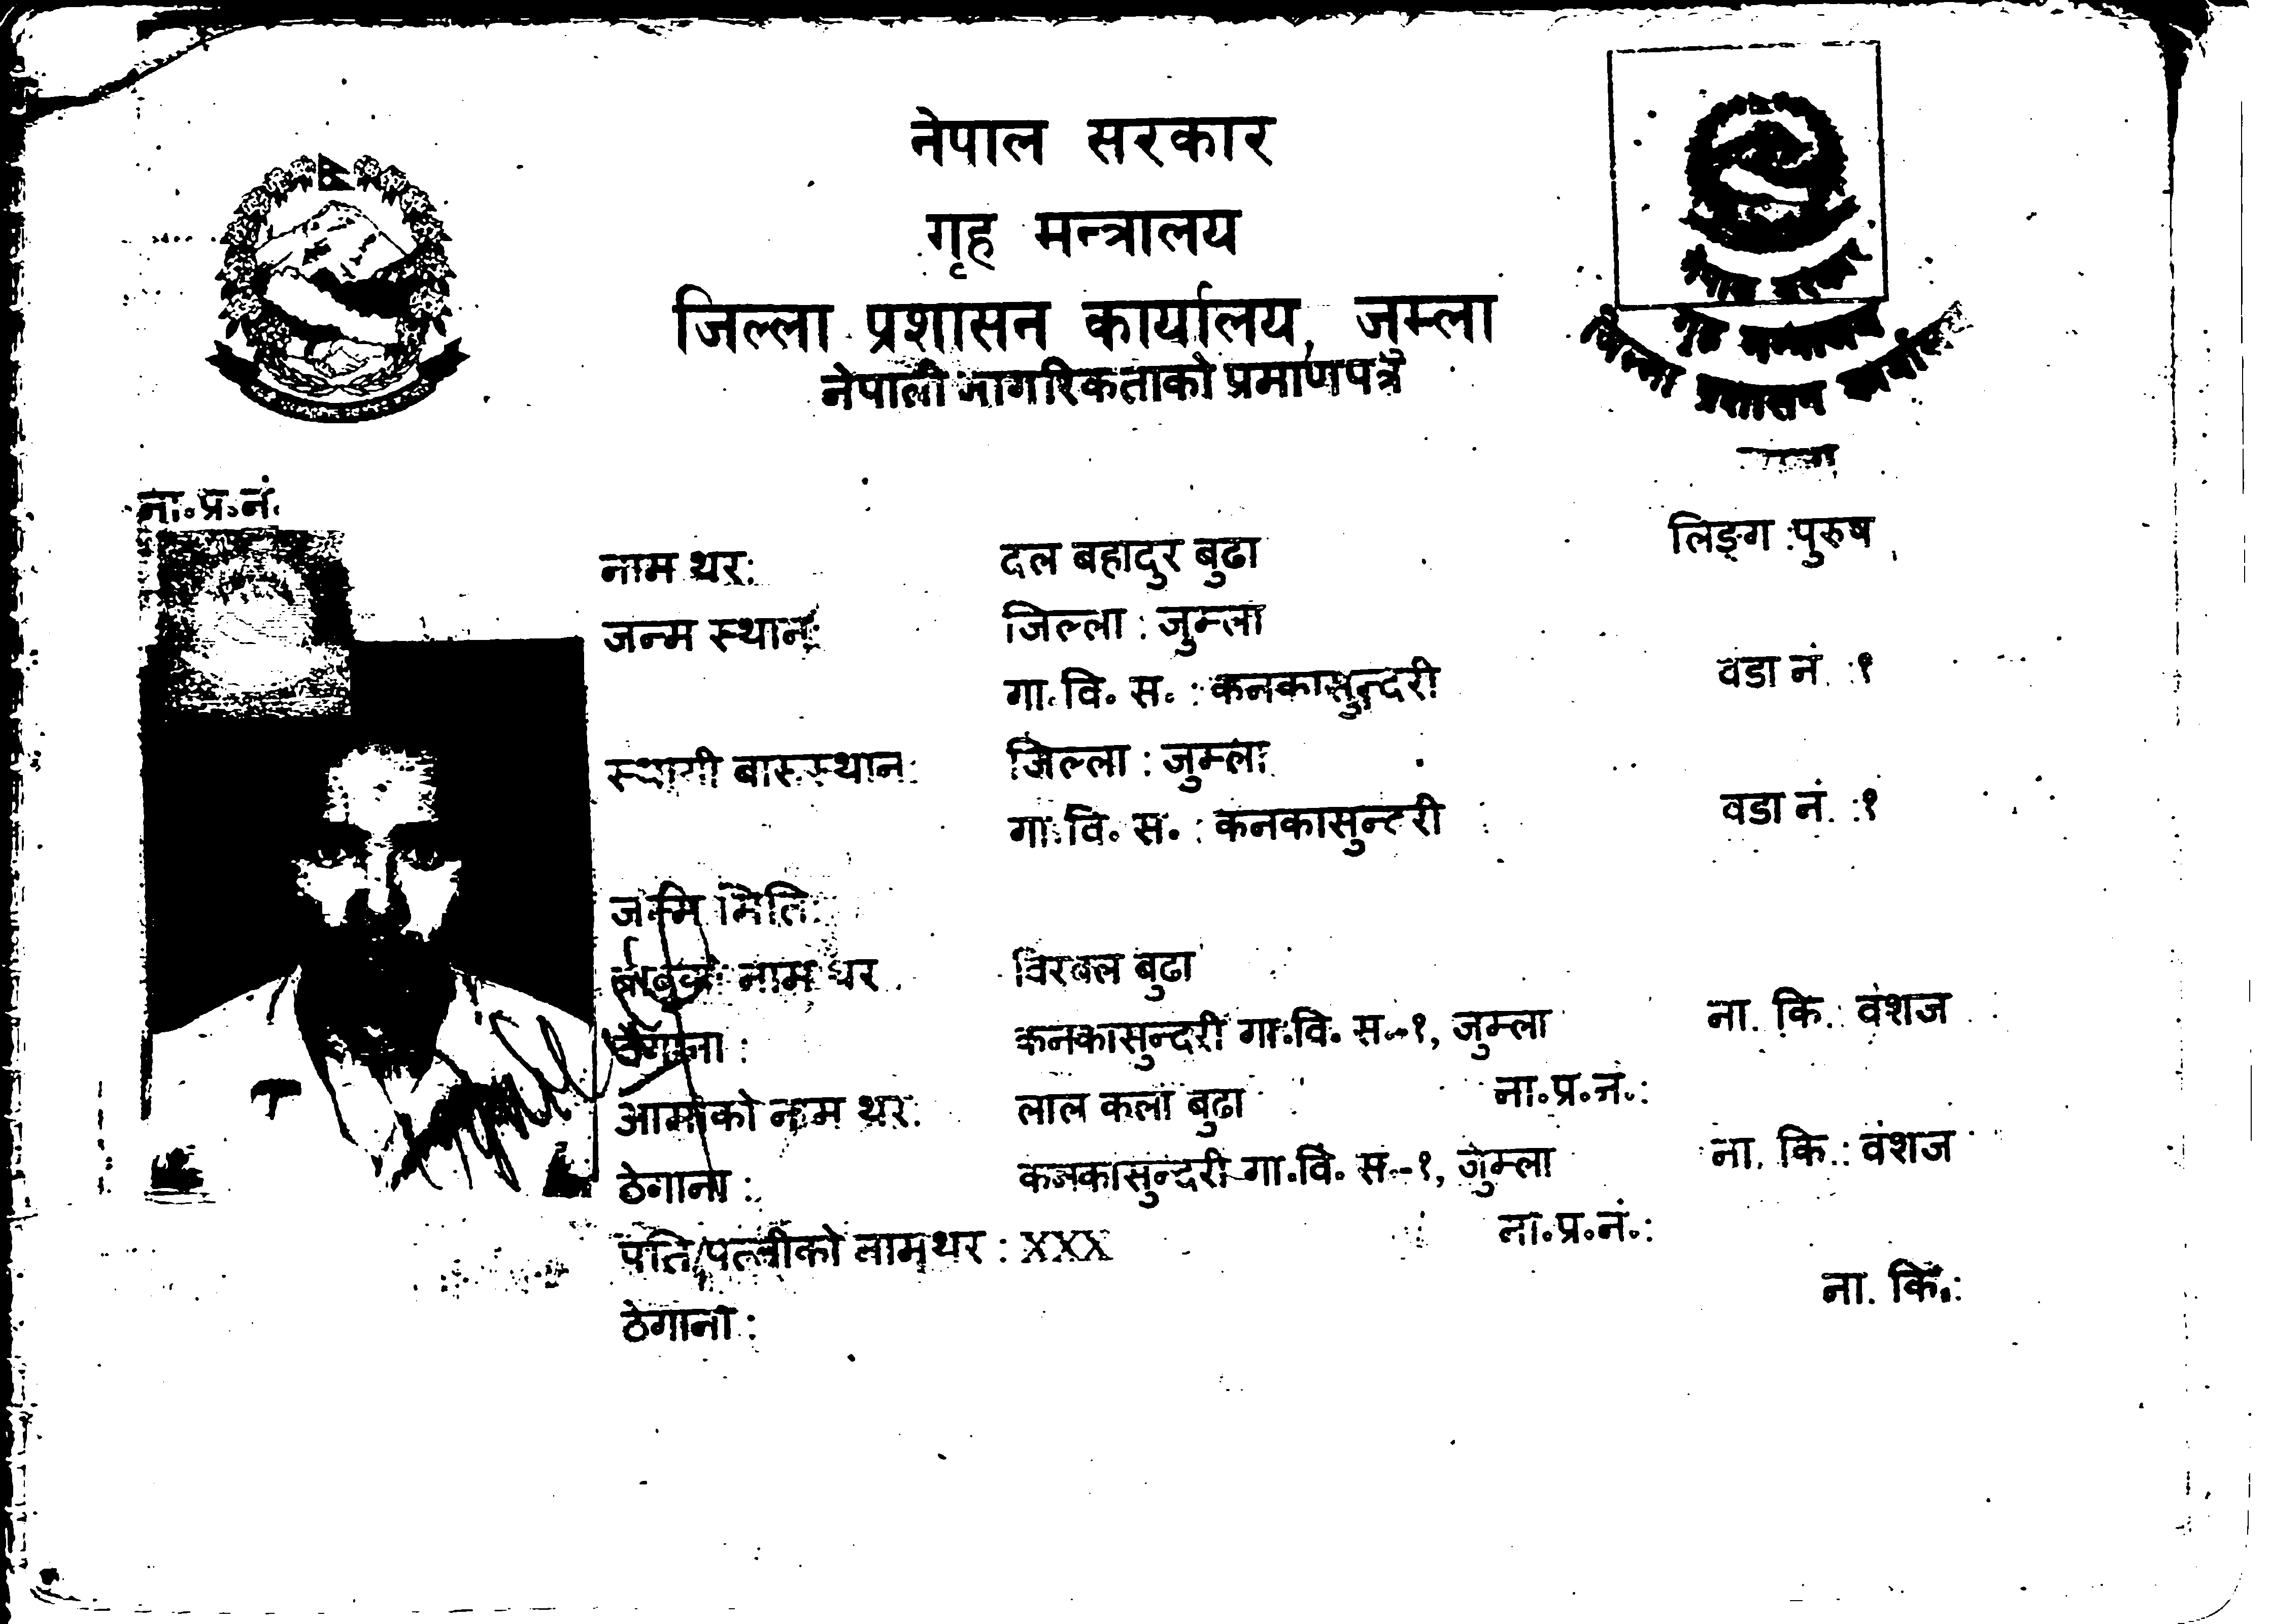 नेपाल सरकार
गृह मन्त्रालय
जिल्ला प्रशासन कार्यालय, जुम्ला
नेपाली नागरिकताको प्रमाणपत्र
गृह मन्त्रालय
जिल्ला प्रशासन कार्यालय
ना.प्र.नं.
नाम थर: दल बहादुर बुढा लिङ्ग :पुरुष
जन्म स्थान: जिल्ला : जुम्ला
गा.वि. स. : कनकासुन्दरी वडा नं. :१
स्थायी बासस्थान: जिल्ला : जुम्ला
गा.वि. स. : कनकासुन्दरी वडा नं. :१
जन्म मिति:
बाबुको नाम थर विरबल बुढा
ठेगाना : कनकासुन्दरी गा.वि. स.-१, जुम्ला ना. कि.: वंशज
ना.प्र.नं.:
आमाको नाम थर: लाल कला बुढा
ठेगाना : कनकासुन्दरी गा.वि. स.-१, जुम्ला ना. कि.: वंशज
ना.प्र.नं.:
पति/पत्नीको नामथर : XXX
ना. कि.:
ठेगाना :